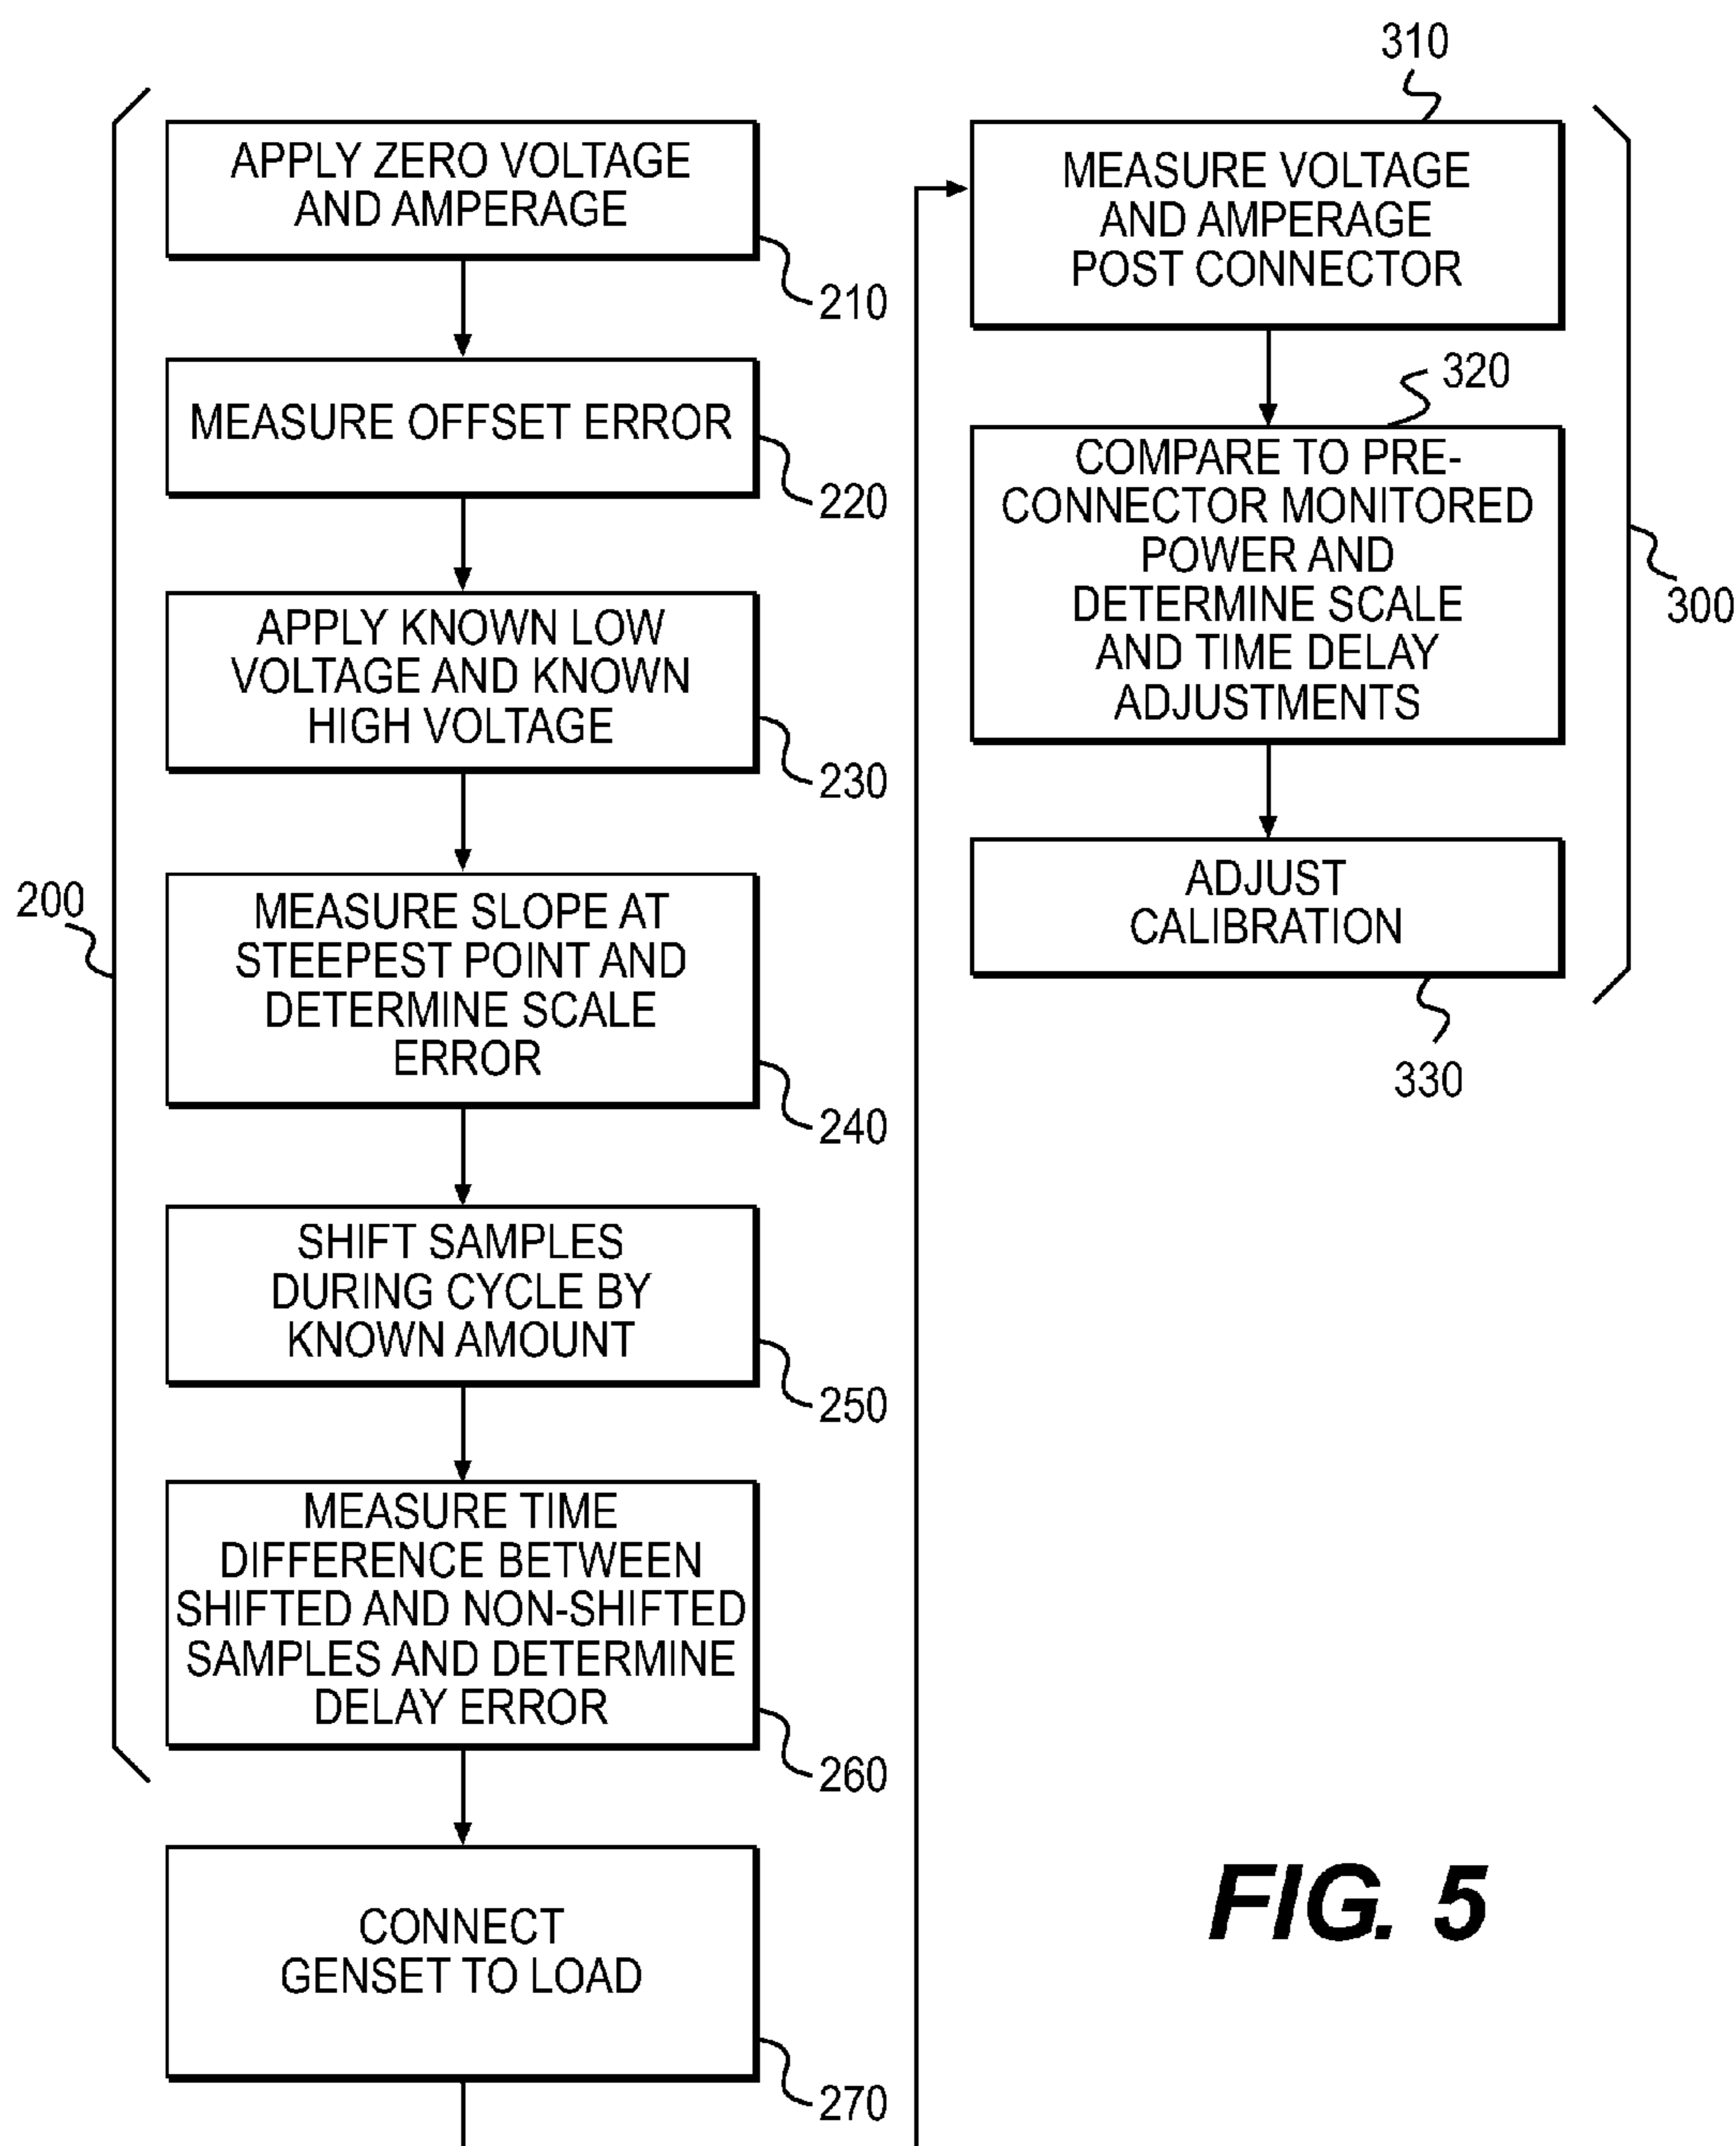 APPLY ZERO VOLTAGE
AND AMPERAGE
210
MEASURE OFFSET ERROR
220
APPLY KNOWN LOW
VOLTAGE AND KNOWN
HIGH VOLTAGE
230
200
MEASURE SLOPE AT
STEEPEST POINT AND
DETERMINE SCALE
ERROR
240
SHIFT SAMPLES
DURING CYCLE BY
KNOWN AMOUNT
250
MEASURE TIME
DIFFERENCE BETWEEN
SHIFTED AND NON-SHIFTED
SAMPLES AND DETERMINE
DELAY ERROR
260
CONNECT
GENSET TO LOAD
270
310
MEASURE VOLTAGE
AND AMPERAGE
POST CONNECTOR
320
COMPARE TO PRE-
CONNECTOR MONITORED
POWER AND
DETERMINE SCALE
AND TIME DELAY
ADJUSTMENTS
300
ADJUST
CALIBRATION
330
FIG. 5